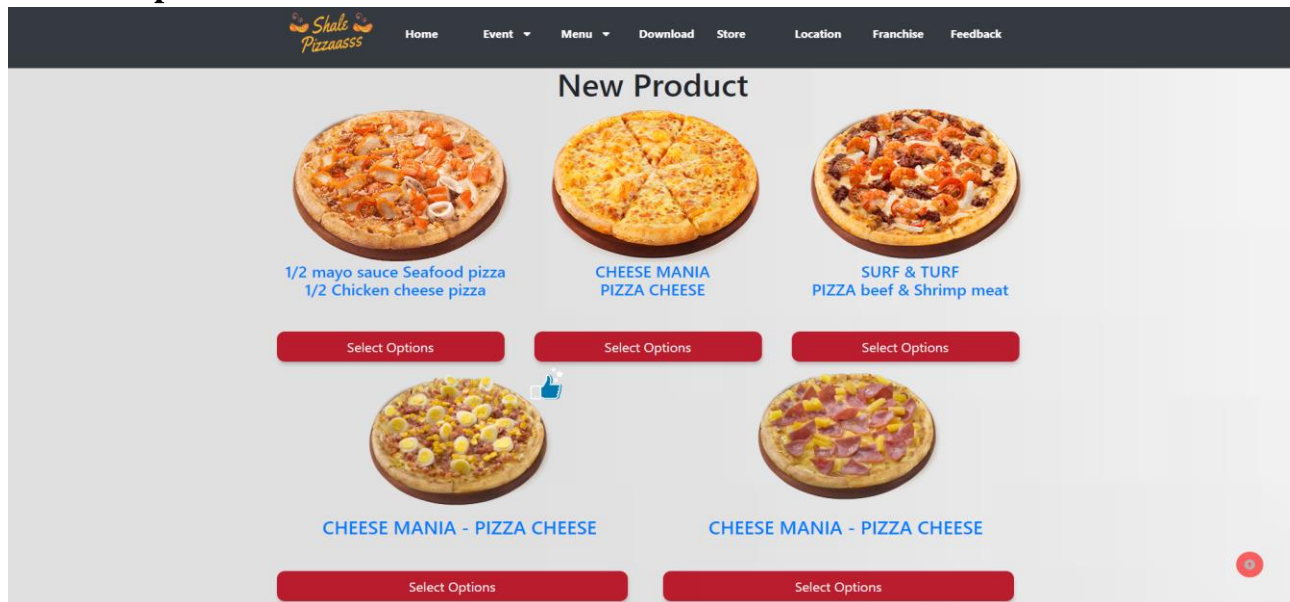 Shale
Pizzaasss
Home Event Menu Download Store Location Franchise Feedback
New Product
1/2 mayo sauce Seafood pizza
1/2 Chicken cheese pizza
CHEESE MANIA
PIZZA CHEESE
SURF & TURF
PIZZA beef & Shrimp meat
Select Options
Select Options
Select Options
CHEESE MANIA - PIZZA CHEESE
CHEESE MANIA - PIZZA CHEESE
Select Options
Select Options